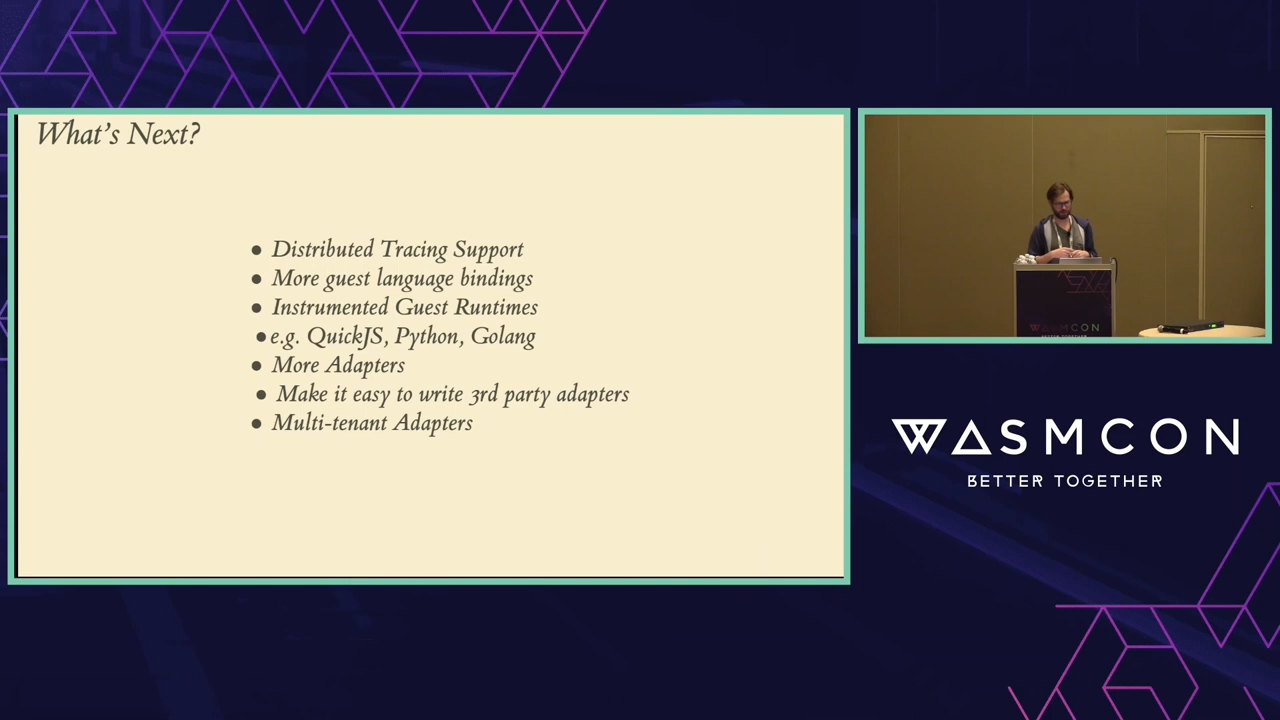 What's Next?
● Distributed Tracing Support
● More guest language bindings
● Instrumented Guest Runtimes
● e.g. QuickJS, Python, Golang
● More Adapters
● Make it easy to write 3rd party adapters
● Multi-tenant Adapters
WASMCON
WASMCON
BETTER TOGETHER